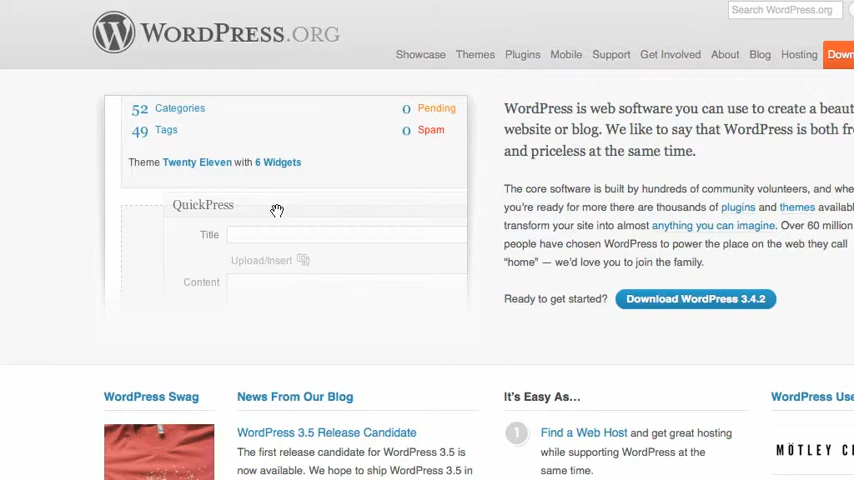 Search WordPress.org
WORDPRESS.ORG
Showcase Themes Plugins Mobile Support Get Involved About Blog Hosting Down
52 Categories 0 Pending
49 Tags 0 Spam
Theme Twenty Eleven with 6 Widgets
QuickPress
Title
Upload/Insert
Content
WordPress is web software you can use to create a beaut
website or blog. We like to say that WordPress is both fre
and priceless at the same time.
The core software is built by hundreds of community volunteers, and whe
you're ready for more there are thousands of plugins and themes availab
transform your site into almost anything you can imagine. Over 60 million
people have chosen WordPress to power the place on the web they call
“home” — we'd love you to join the family.
Ready to get started? Download WordPress 3.4.2
WordPress Swag
News From Our Blog
WordPress 3.5 Release Candidate
The first release candidate for WordPress 3.5 is
now available. We hope to ship WordPress 3.5 in
It's Easy As…
1 Find a Web Host and get great hosting
while supporting WordPress at the
same time.
WordPress Use
MÖTLEY C